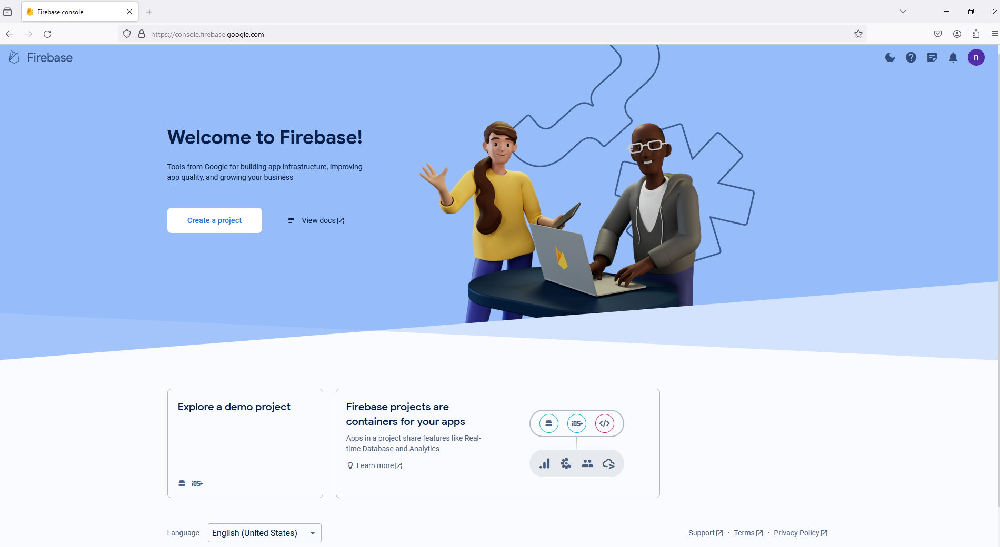 Firebase console
https://console.firebase.google.com
Firebase
n
Welcome to Firebase!
Tools from Google for building app infrastructure, improving
app quality, and growing your business
Create a project
View docs
Explore a demo project
iOS+
Firebase projects are
containers for your apps
Apps in a project share features like Real-
time Database and Analytics
Learn more
iOS+
Language
English (United States)
Support · Terms · Privacy Policy